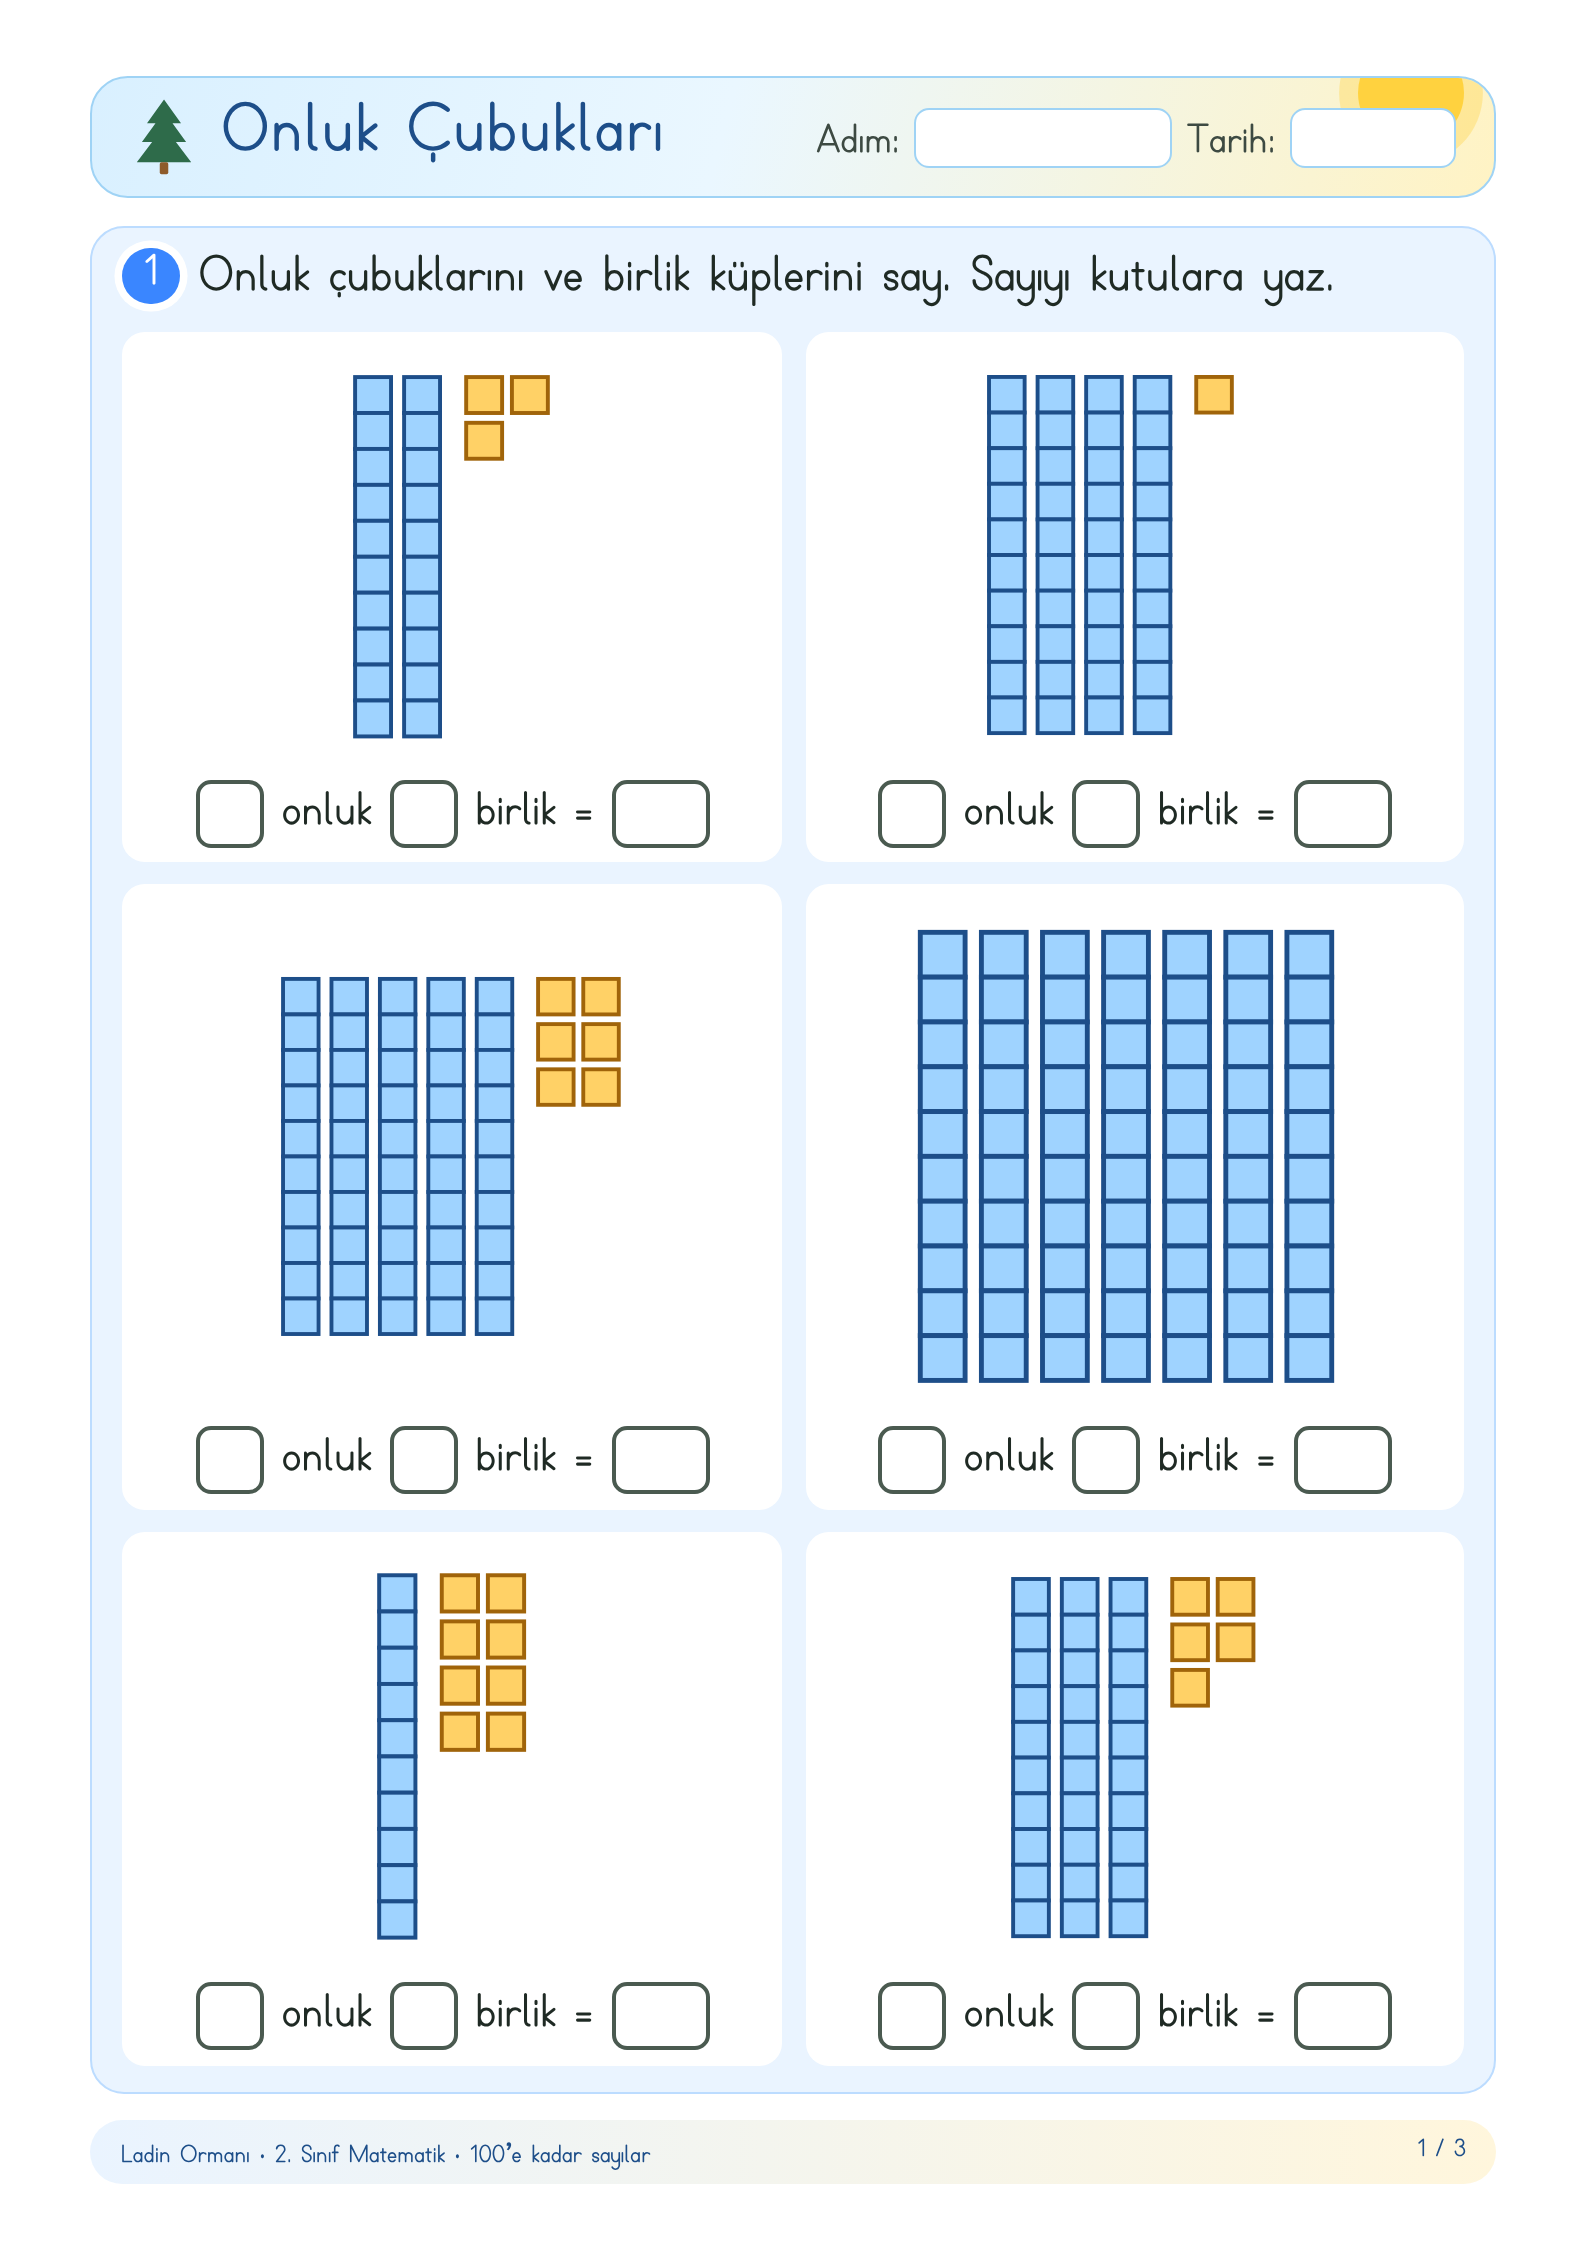 Onluk Çubukları
Adım:
Tarih:
1 Onluk çubuklarını ve birlik küplerini say. Sayıyı kutulara yaz.
onluk birlik =
onluk birlik =
onluk birlik =
onluk birlik =
onluk birlik =
onluk birlik =
Ladin Ormanı • 2. Sınıf Matematik • 100’e kadar sayılar
1 / 3